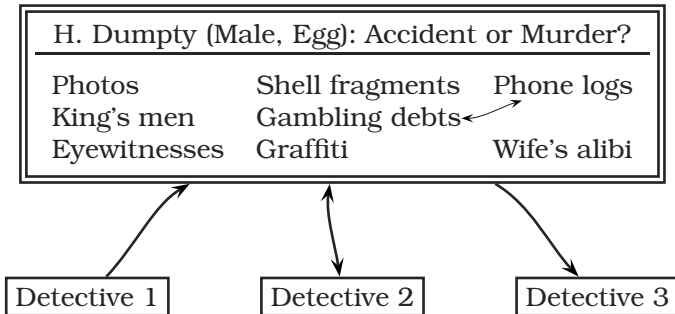 H. Dumpty (Male, Egg): Accident or Murder?
Photos Shell fragments Phone logs
King's men Gambling debts
Eyewitnesses Graffiti Wife's alibi
Detective 1 Detective 2 Detective 3